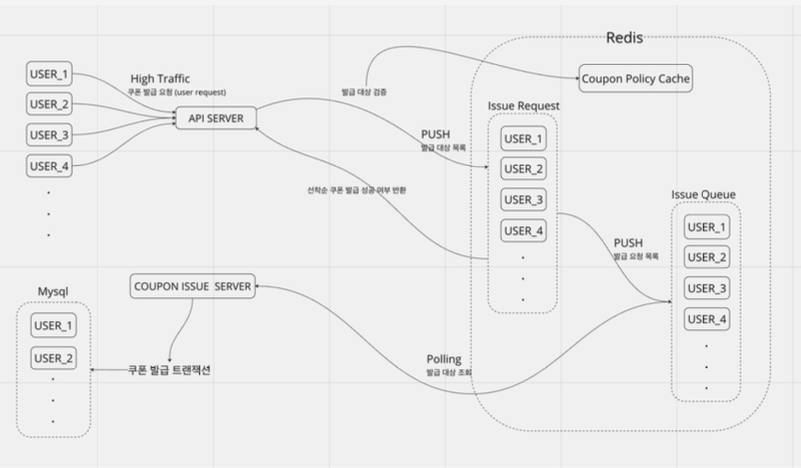 Redis
USER_1
High Traffic
쿠폰 발급 요청 (user request)
발급 대상 검증
Coupon Policy Cache
USER_2
API SERVER
Issue Request
USER_3
USER_4
PUSH
발급 대상 목록
USER_1
USER_2
USER_3
USER_4
선착순 쿠폰 발급 성공 여부 반환
Issue Queue
USER_1
USER_2
USER_3
USER_4
PUSH
발급 요청 목록
Mysql
COUPON ISSUE SERVER
USER_1
USER_2
쿠폰 발급 트랜잭션
Polling
발급 대상 조회